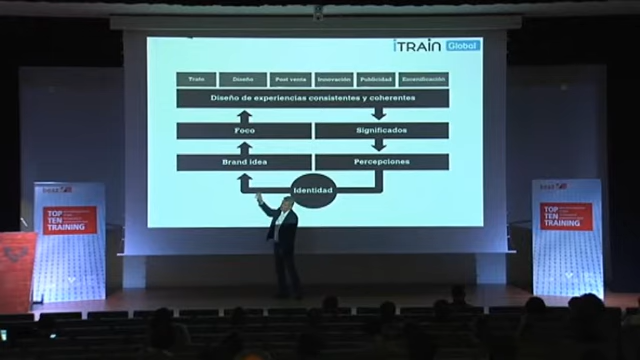 iTRAiN Global
Trato
Diseño
Post venta
Innovación
Publicidad
Escenificación
Diseño de experiencias consistentes y coherentes
Foco
Significados
Brand idea
Percepciones
Identidad
TOP
TEN
TRAINING
TOP
TEN
TRAINING